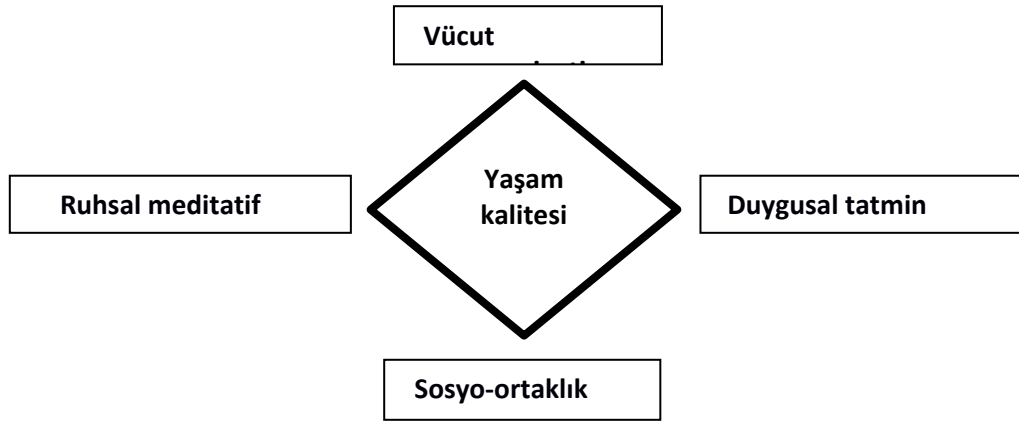 Vücut
Yaşam
kalitesi
Ruhsal meditatif
Duygusal tatmin
Sosyo-ortaklık